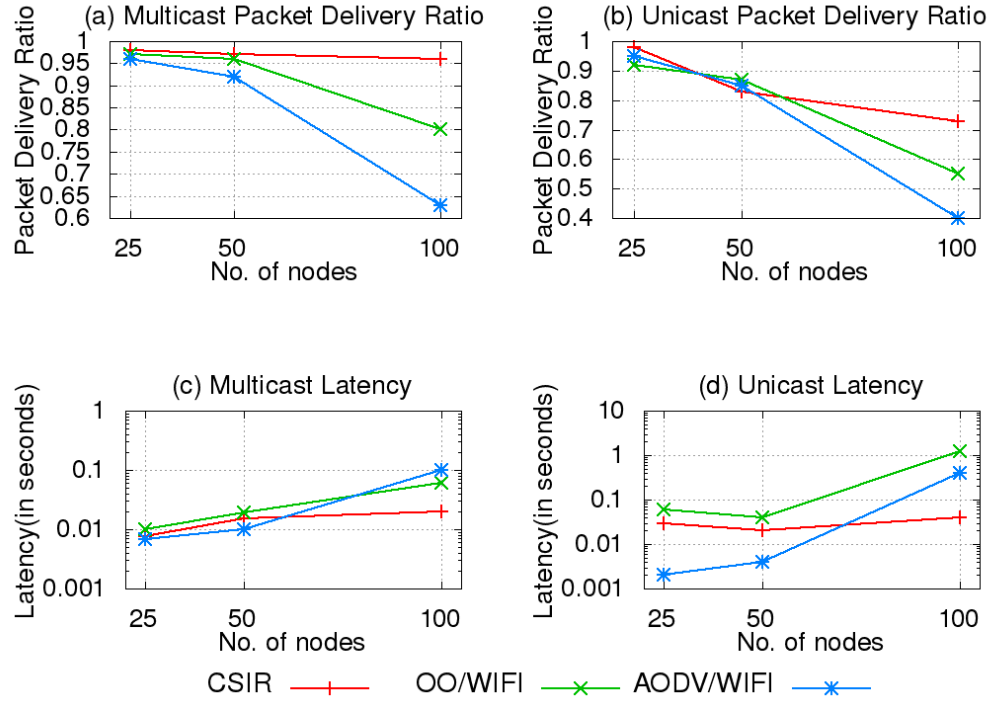 (a) Multicast Packet Delivery Ratio
Packet Delivery Ratio
1
0.95
0.9
0.85
0.8
0.75
0.7
0.65
0.6
25
50
100
No. of nodes
(b) Unicast Packet Delivery Ratio
Packet Delivery Ratio
1
0.9
0.8
0.7
0.6
0.5
0.4
25
50
100
No. of nodes
(c) Multicast Latency
Latency(in seconds)
1
0.1
0.01
0.001
25
50
100
No. of nodes
(d) Unicast Latency
Latency(in seconds)
10
1
0.1
0.01
0.001
25
50
100
No. of nodes
CSIR OO/WIFI AODV/WIFI